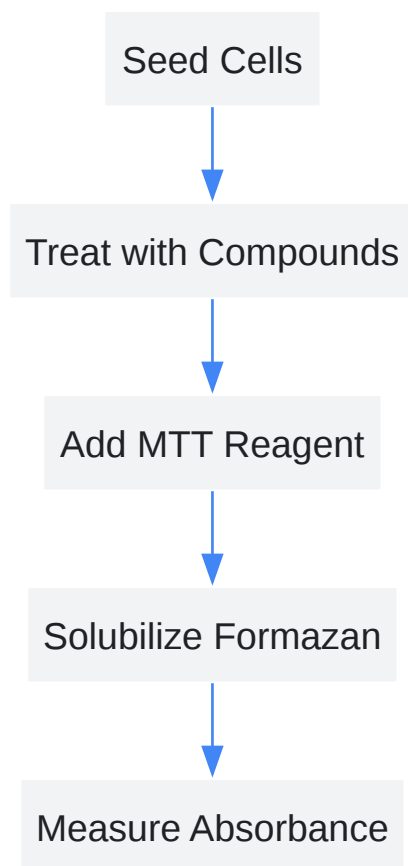 Seed Cells
Treat with Compounds
Add MTT Reagent
Solubilize Formazan
Measure Absorbance